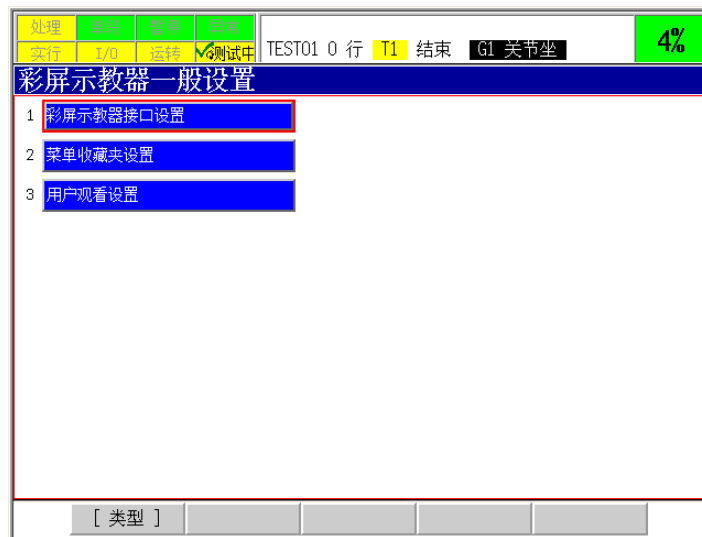 处理 单段 暂停 异常
实行 I/O 运转 测试中
TEST01 0 行 T1 结束 G1 关节坐
4%
彩屏示教器一般设置
1 彩屏示教器接口设置
2 菜单收藏夹设置
3 用户观看设置
[ 类型 ]